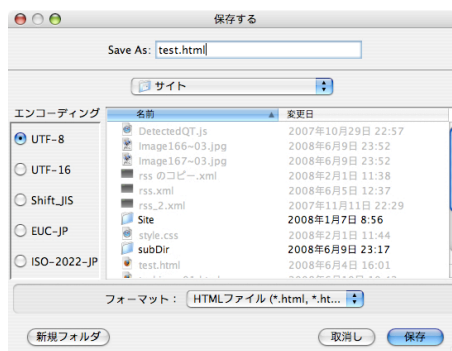 保存する
Save As: test.html
サイト
エンコーディング
名前 変更日
UTF-8
UTF-16
Shift_JIS
EUC-JP
ISO-2022-JP
DetectedQT.js 2007年10月29日 22:57
Image166~03.jpg 2008年6月9日 23:52
Image167~03.jpg 2008年6月9日 23:52
rss のコピー.xml 2008年2月1日 11:38
rss.xml 2008年6月5日 12:37
rss_2.xml 2007年11月11日 22:29
Site 2008年1月7日 8:56
style.css 2008年2月1日 11:44
subDir 2008年6月9日 23:17
test.html 2008年6月4日 16:01
フォーマット： HTMLファイル (*.html, *.ht...
新規フォルダ 取消し 保存